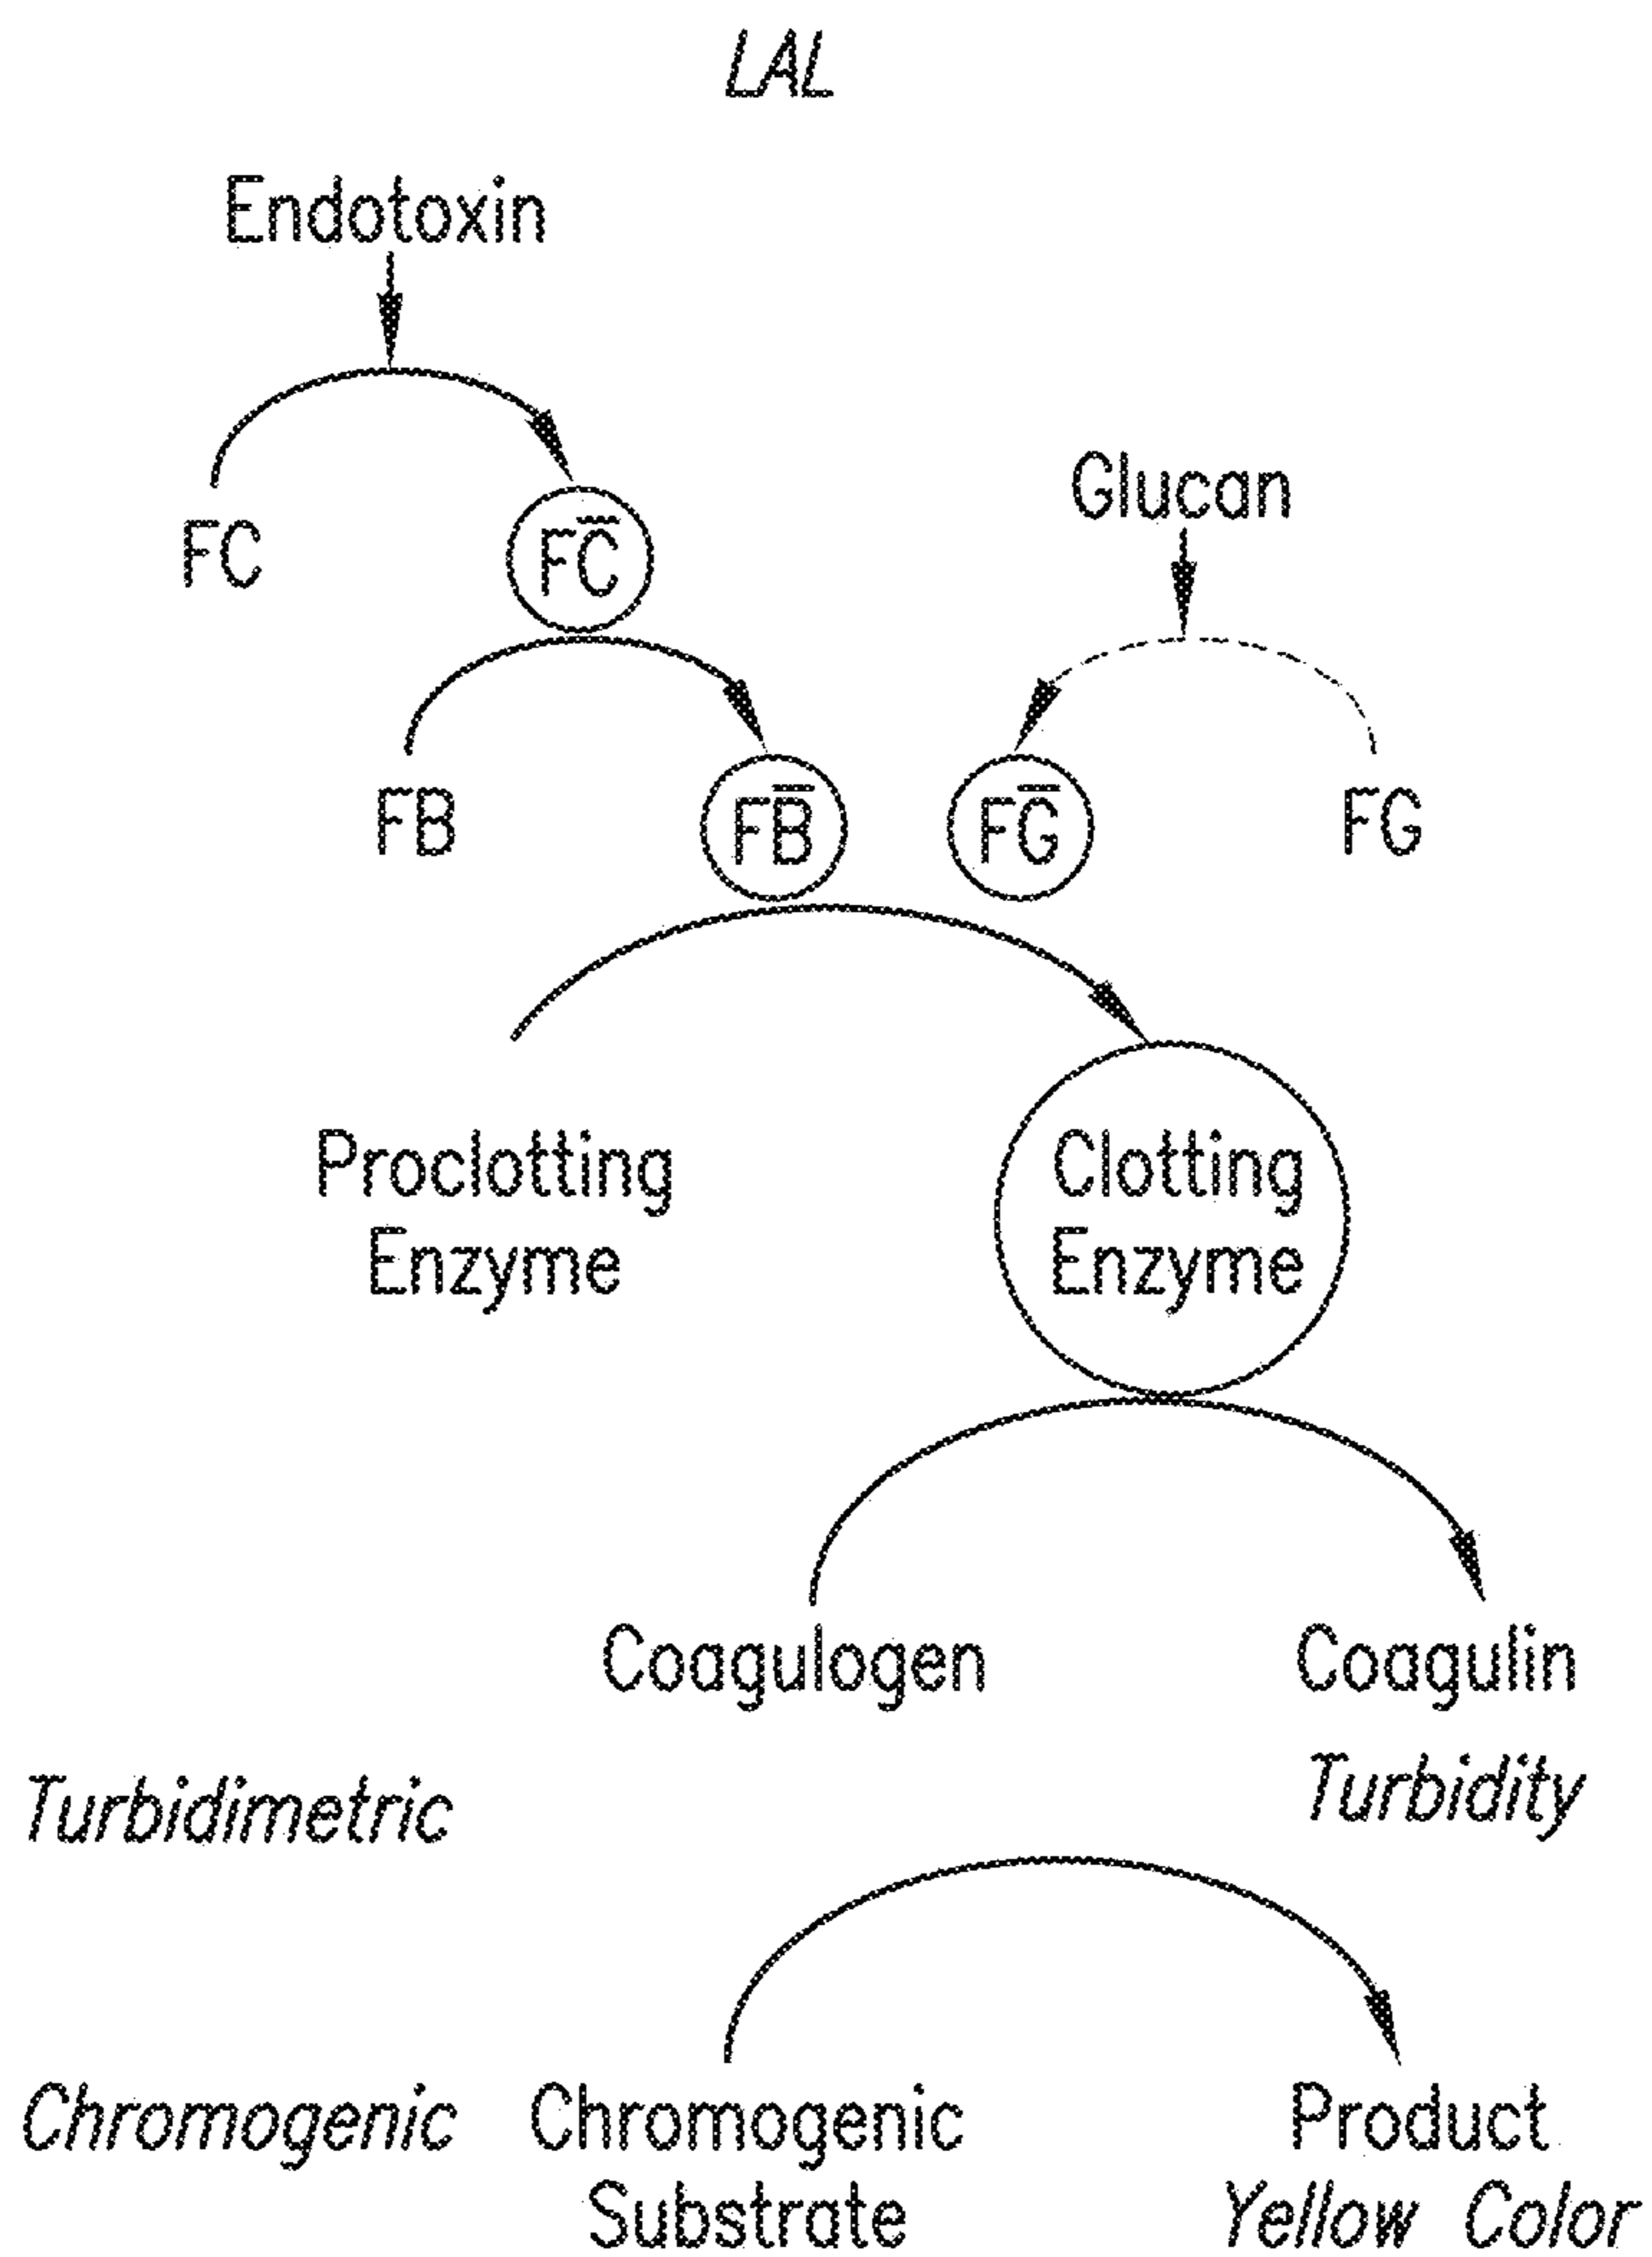 LAL
Endotoxin
Glucan
FC
FC̅
FB
FB̅
FG̅
FG
Proclotting
Enzyme
Clotting
Enzyme
Coagulogen
Coagulin
Turbidimetric
Turbidity
Chromogenic
Chromogenic
Substrate
Product
Yellow Color